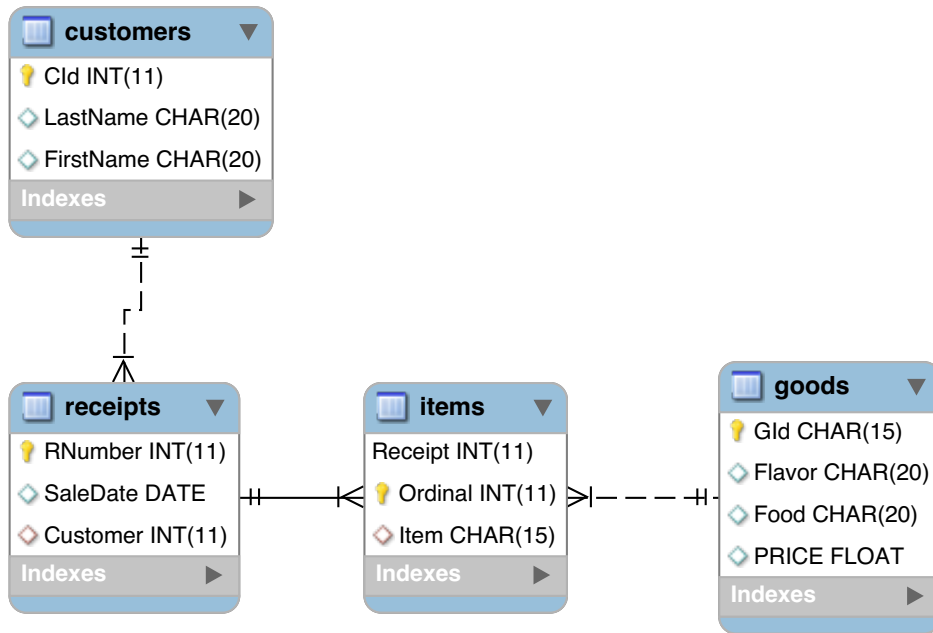 customers
CId INT(11)
LastName CHAR(20)
FirstName CHAR(20)
Indexes
receipts
RNumber INT(11)
SaleDate DATE
Customer INT(11)
Indexes
items
Receipt INT(11)
Ordinal INT(11)
Item CHAR(15)
Indexes
goods
GId CHAR(15)
Flavor CHAR(20)
Food CHAR(20)
PRICE FLOAT
Indexes